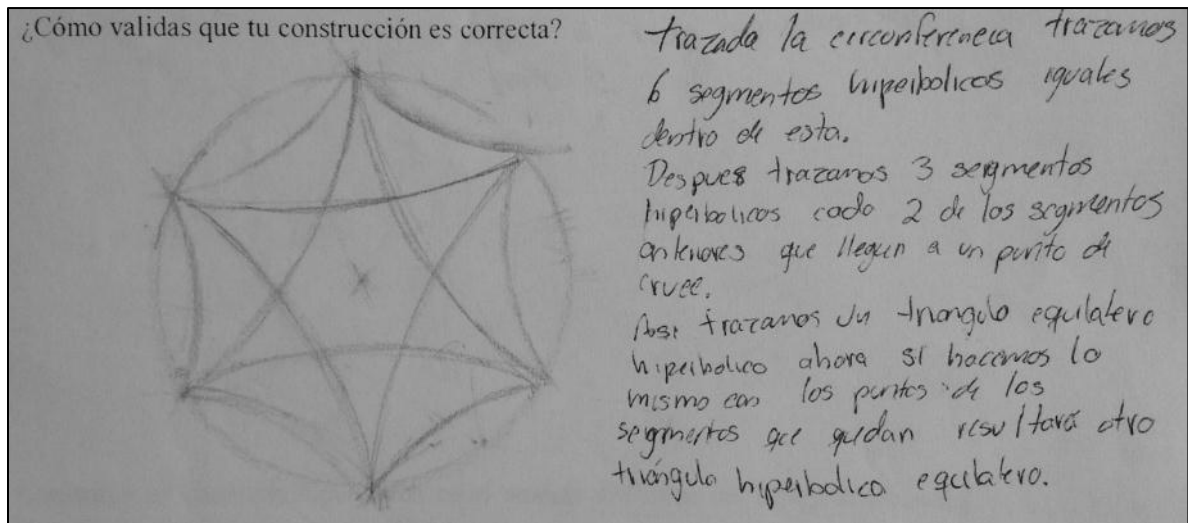 ¿Cómo validas que tu construcción es correcta?
trazada la circonferencia trazamos
6 segmentos hiperbolicos iguales
dentro de esta.
Despues trazamos 3 segmentos
hiperbolicos cada 2 de los segmentos
anteriores que llegan a un punto de
cruce.
Asi trazamos un triangulo equilatero
hiperbolico ahora si hacemos lo
mismo con los puntos de los
segmentos que quedan resultará otro
triángulo hiperbolico equilatero.